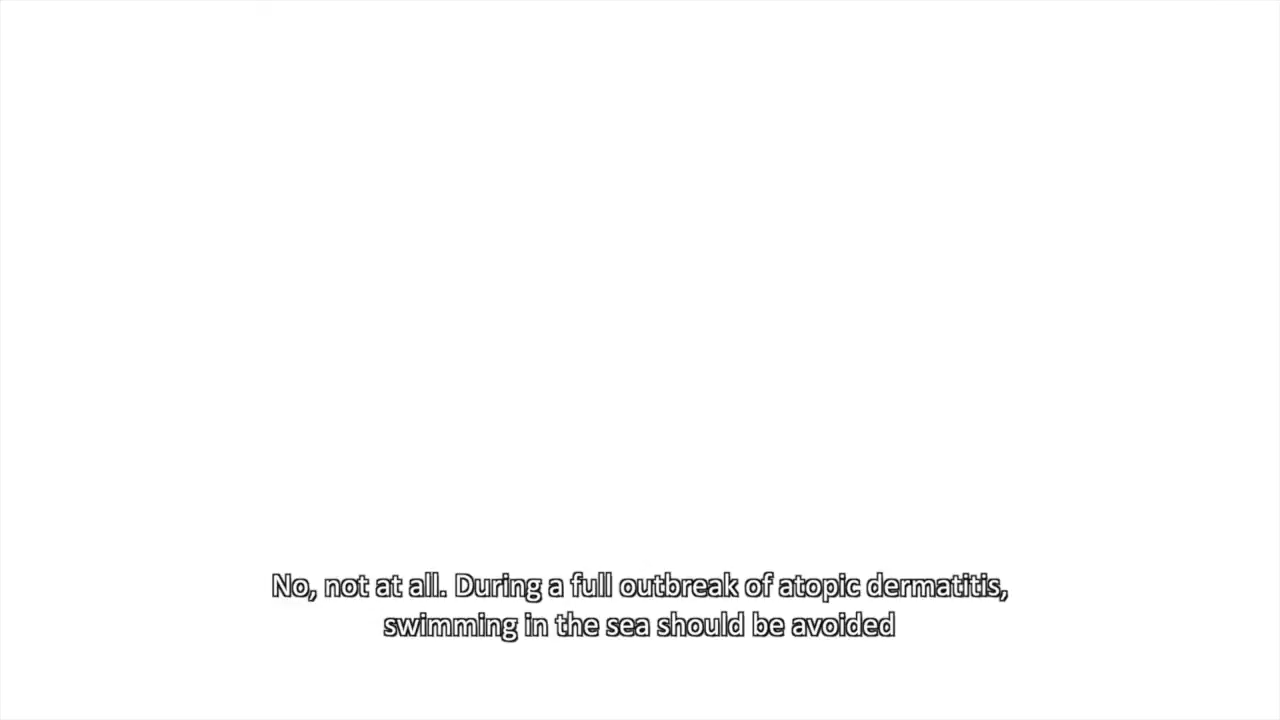 No, not at all. During a full outbreak of atopic dermatitis,
swimming in the sea should be avoided